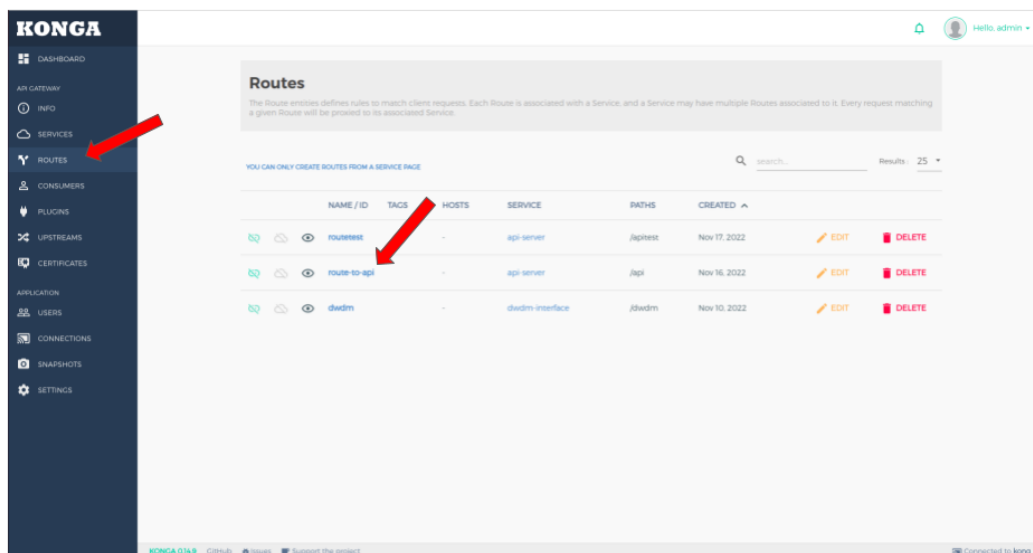 KONGA
Hello, admin
DASHBOARD
API GATEWAY
INFO
SERVICES
ROUTES
CONSUMERS
PLUGINS
UPSTREAMS
CERTIFICATES
APPLICATION
USERS
CONNECTIONS
SNAPSHOTS
SETTINGS
Routes
The Route entities defines rules to match client requests. Each Route is associated with a Service, and a Service may have multiple Routes associated to it. Every request matching
a given Route will be proxied to its associated Service.
YOU CAN ONLY CREATE ROUTES FROM A SERVICE PAGE
search...
Results : 25
NAME / ID TAGS HOSTS SERVICE PATHS CREATED
routetest - api-server /apitest Nov 17, 2022 EDIT DELETE
route-to-api - api-server /api Nov 16, 2022 EDIT DELETE
dwdm - dwdm-interface /dwdm Nov 10, 2022 EDIT DELETE
KONGA 0.14.9 GitHub Issues Support the project
Connected to kong